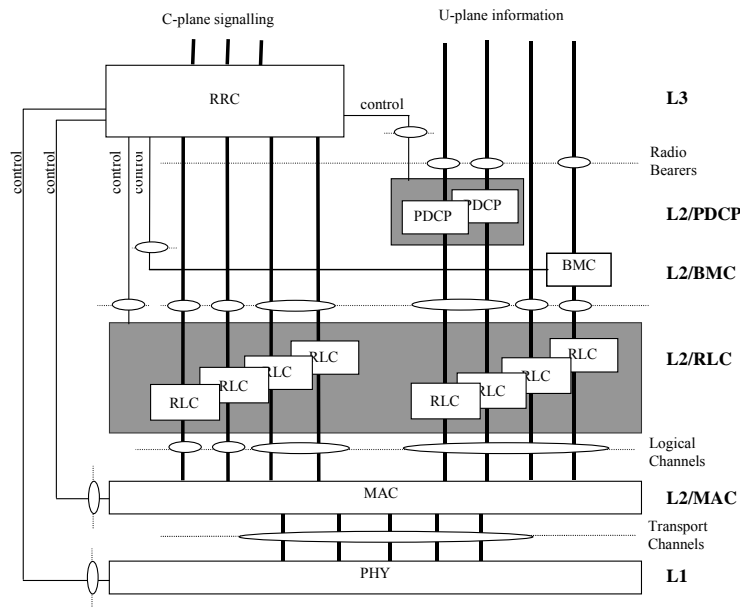 C-plane signalling
U-plane information
RRC
L3
control
control
control
control
control
Radio
Bearers
PDCP
PDCP
L2/PDCP
BMC
L2/BMC
RLC
RLC
RLC
RLC
RLC
RLC
RLC
RLC
L2/RLC
Logical
Channels
MAC
L2/MAC
Transport
Channels
PHY
L1